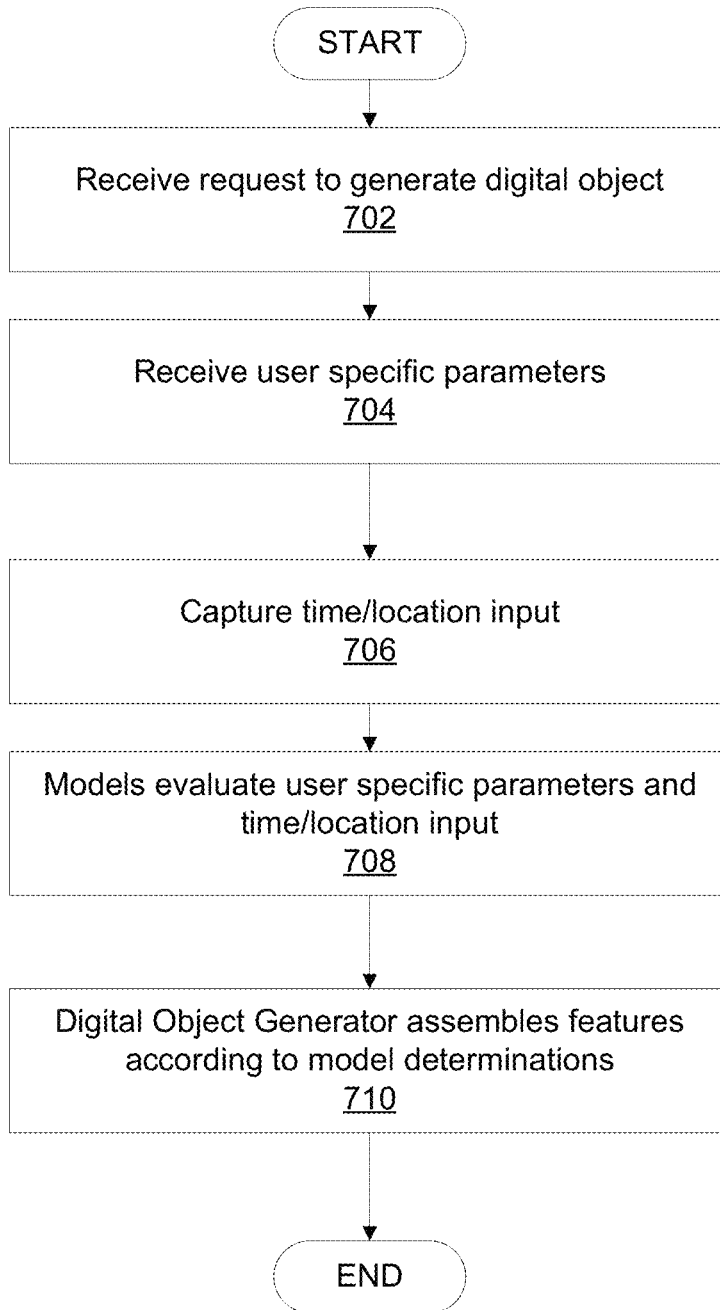 START
Receive request to generate digital object
702
Receive user specific parameters
704
Capture time/location input
706
Models evaluate user specific parameters and
time/location input
708
Digital Object Generator assembles features
according to model determinations
710
END